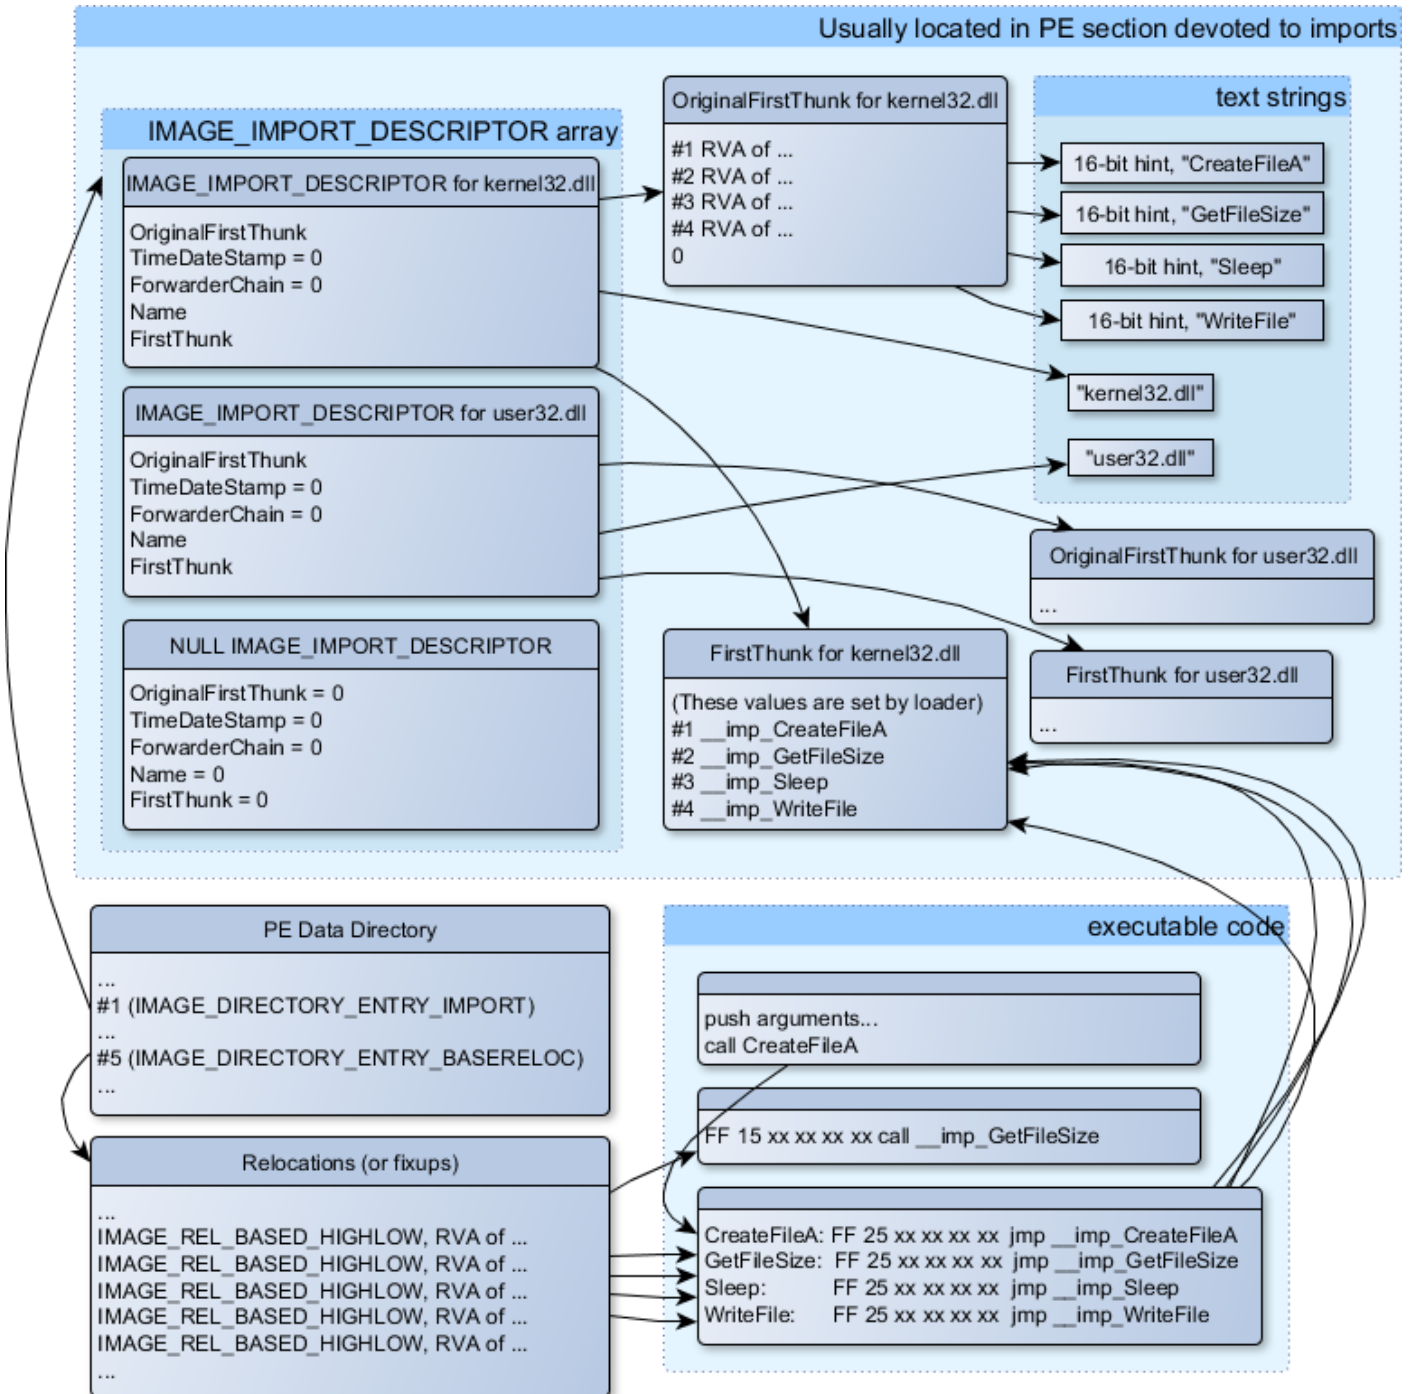 Usually located in PE section devoted to imports
IMAGE_IMPORT_DESCRIPTOR array
IMAGE_IMPORT_DESCRIPTOR for kernel32.dll
OriginalFirstThunk
TimeDateStamp = 0
ForwarderChain = 0
Name
FirstThunk
IMAGE_IMPORT_DESCRIPTOR for user32.dll
OriginalFirstThunk
TimeDateStamp = 0
ForwarderChain = 0
Name
FirstThunk
NULL IMAGE_IMPORT_DESCRIPTOR
OriginalFirstThunk = 0
TimeDateStamp = 0
ForwarderChain = 0
Name = 0
FirstThunk = 0
OriginalFirstThunk for kernel32.dll
#1 RVA of ...
#2 RVA of ...
#3 RVA of ...
#4 RVA of ...
0
text strings
16-bit hint, "CreateFileA"
16-bit hint, "GetFileSize"
16-bit hint, "Sleep"
16-bit hint, "WriteFile"
"kernel32.dll"
"user32.dll"
OriginalFirstThunk for user32.dll
...
FirstThunk for kernel32.dll
(These values are set by loader)
#1 __imp_CreateFileA
#2 __imp_GetFileSize
#3 __imp_Sleep
#4 __imp_WriteFile
FirstThunk for user32.dll
...
PE Data Directory
...
#1 (IMAGE_DIRECTORY_ENTRY_IMPORT)
...
#5 (IMAGE_DIRECTORY_ENTRY_BASERELOC)
...
Relocations (or fixups)
...
IMAGE_REL_BASED_HIGHLOW, RVA of ...
IMAGE_REL_BASED_HIGHLOW, RVA of ...
IMAGE_REL_BASED_HIGHLOW, RVA of ...
IMAGE_REL_BASED_HIGHLOW, RVA of ...
IMAGE_REL_BASED_HIGHLOW, RVA of ...
...
executable code
push arguments...
call CreateFileA
FF 15 xx xx xx xx call __imp_GetFileSize
CreateFileA: FF 25 xx xx xx xx jmp __imp_CreateFileA
GetFileSize: FF 25 xx xx xx xx jmp __imp_GetFileSize
Sleep: FF 25 xx xx xx xx jmp __imp_Sleep
WriteFile: FF 25 xx xx xx xx jmp __imp_WriteFile